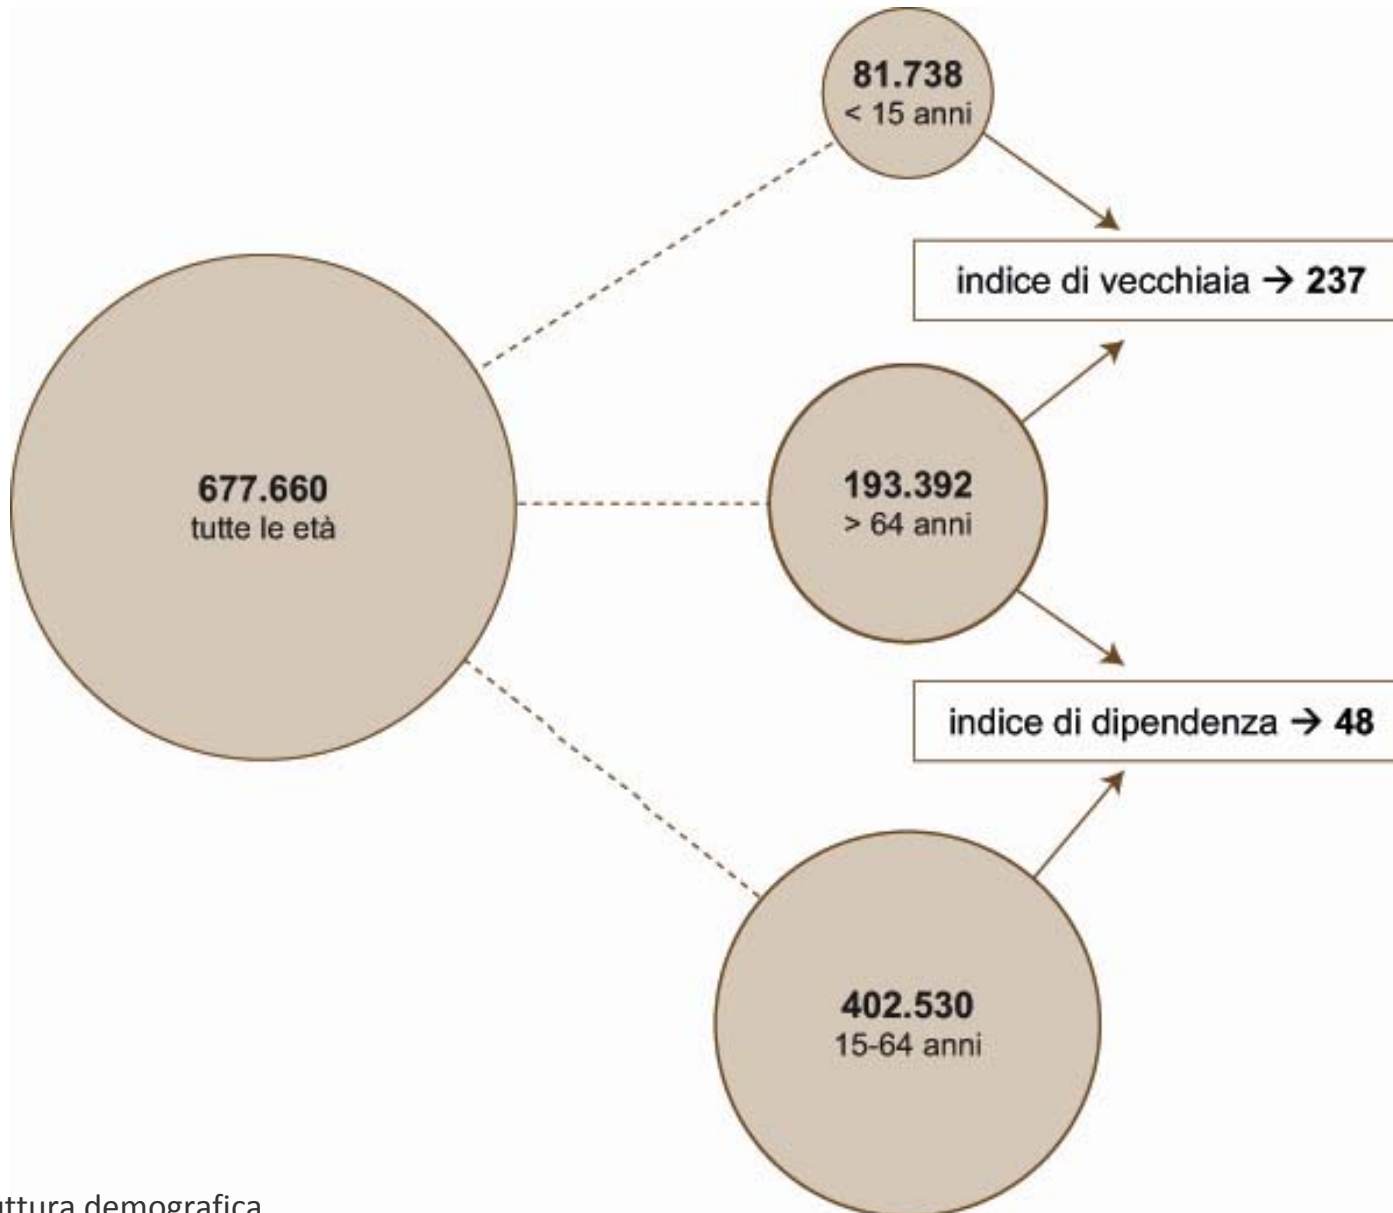 81.738
< 15 anni
indice di vecchiaia → 237
677.660
tutte le età
193.392
> 64 anni
indice di dipendenza → 48
402.530
15-64 anni
demografica